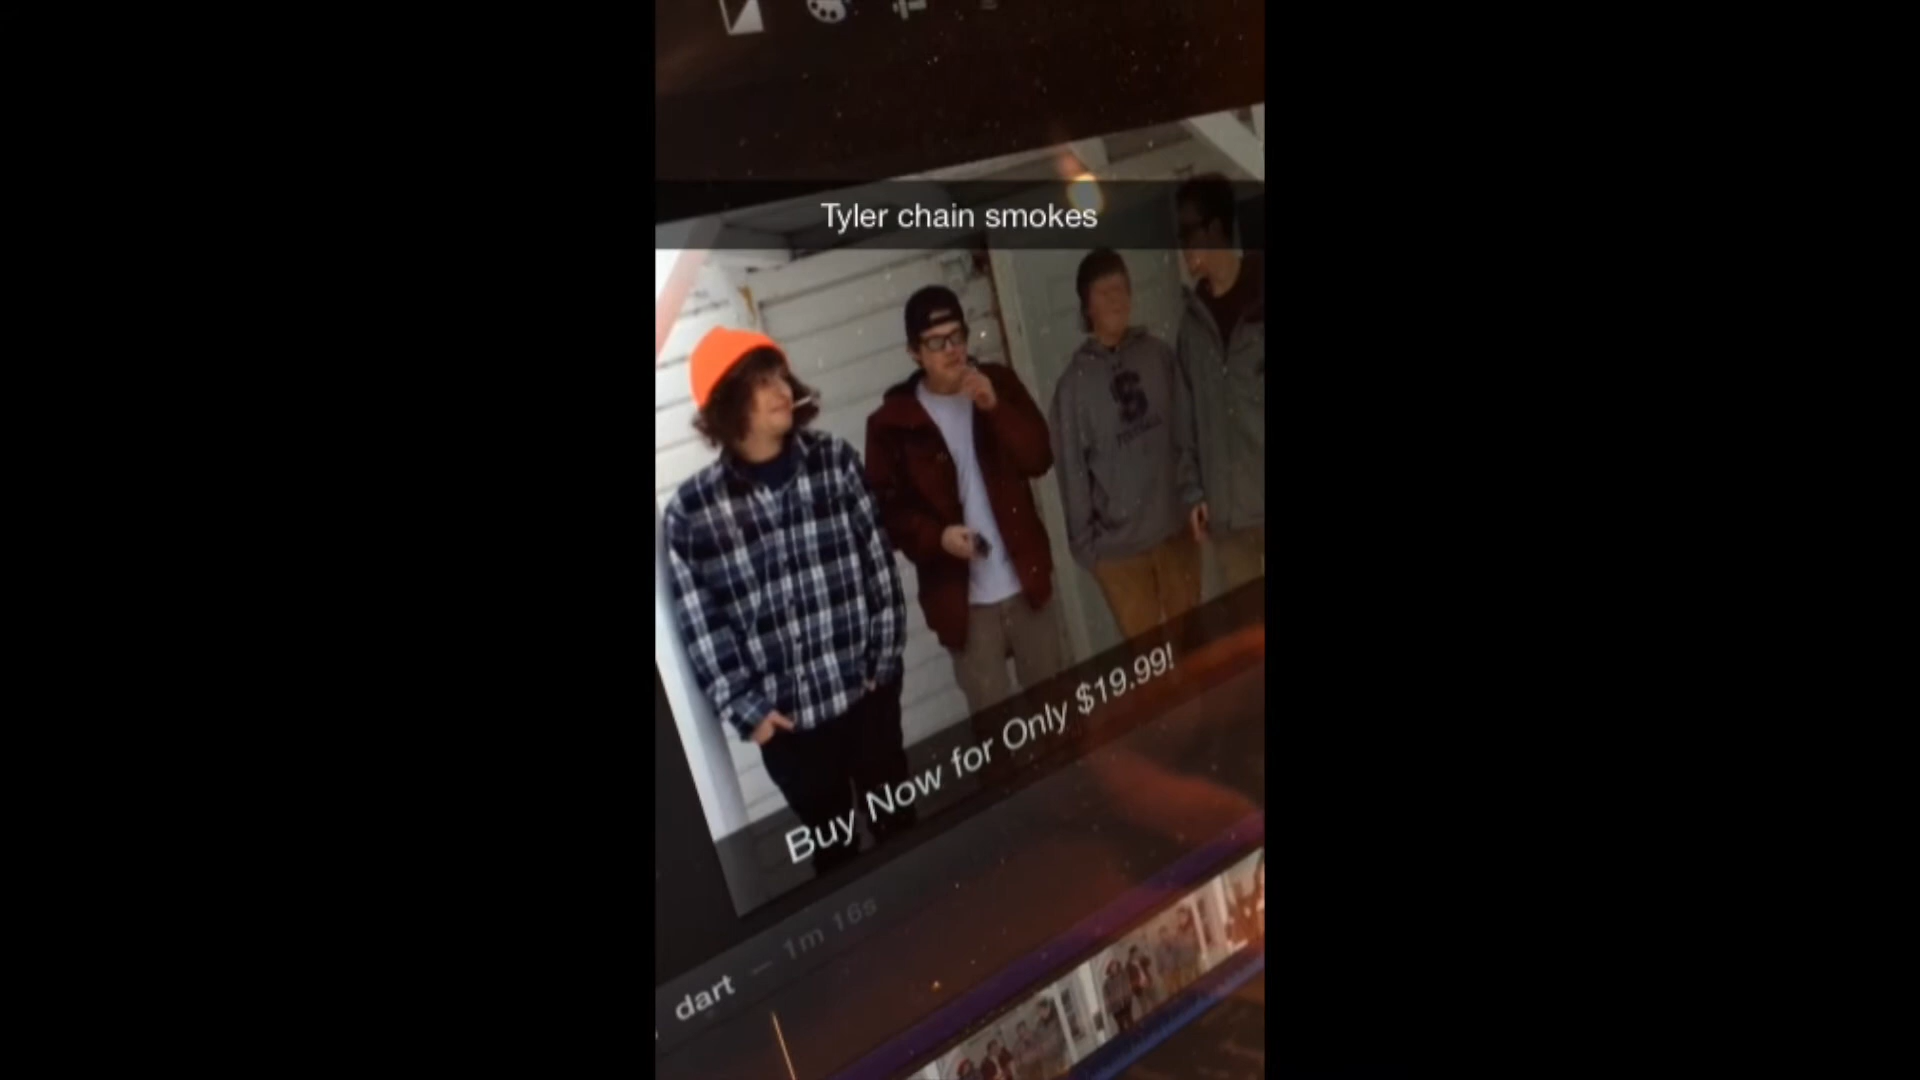 Tyler chain smokes
S
Buy Now for Only $19.99!
dart — 1m 16s